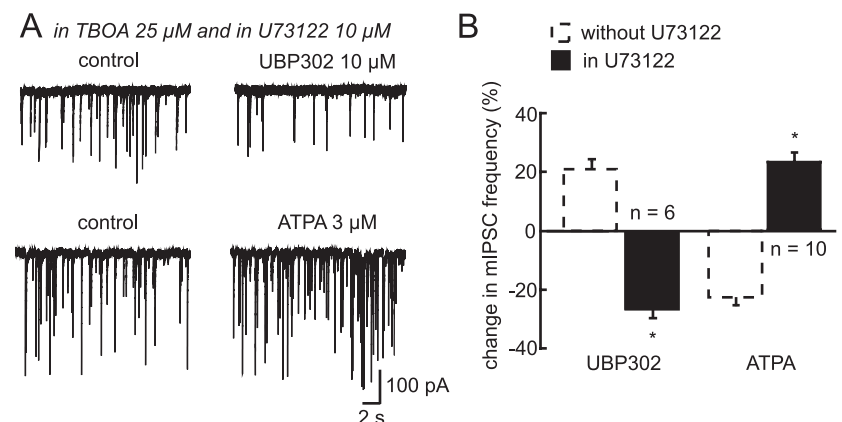 A in TBOA 25 µM and in U73122 10 µM
control UBP302 10 µM
control ATPA 3 µM
100 pA
2 s
B
without U73122
in U73122
change in mIPSC frequency (%)
40
20
0
-20
-40
*
n = 6
n = 10
*
UBP302 ATPA